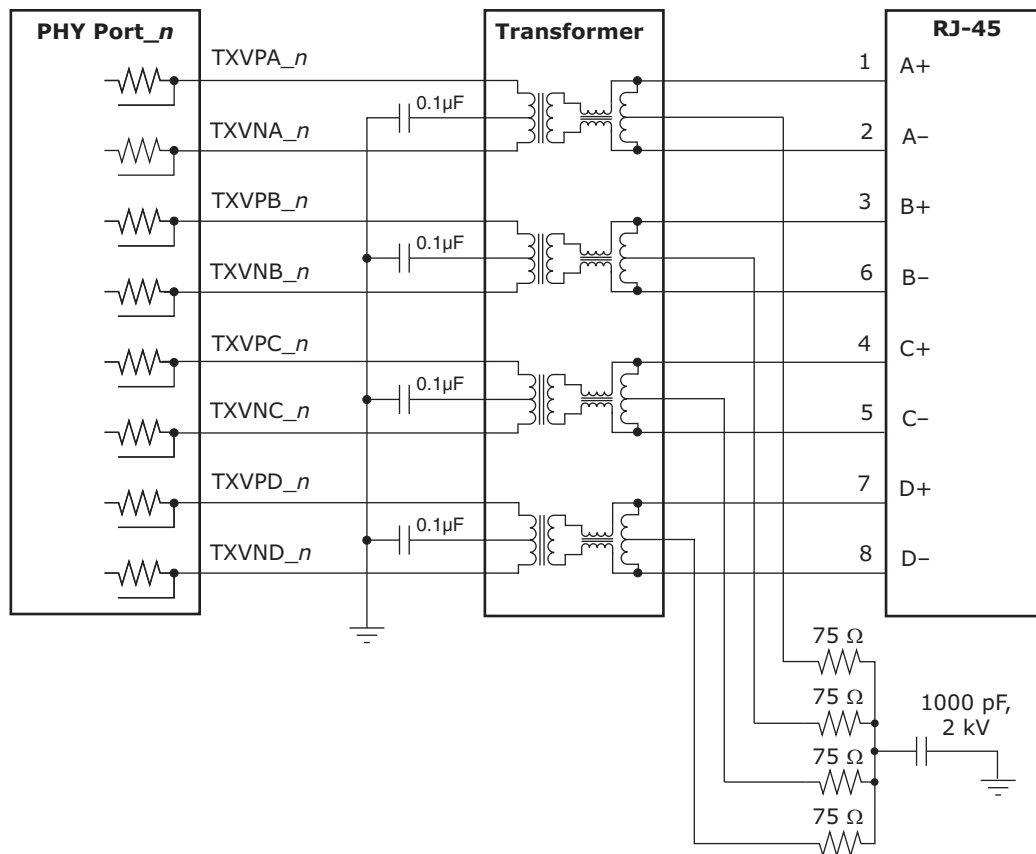 PHY Port_n
Transformer
RJ-45
TXVPA_n
1
A+
0.1µF
TXVNA_n
2
A–
TXVPB_n
3
B+
0.1µF
TXVNB_n
6
B–
TXVPC_n
4
C+
0.1µF
TXVNC_n
5
C–
TXVPD_n
7
D+
0.1µF
TXVND_n
8
D–
75 Ω
75 Ω
1000 pF,
2 kV
75 Ω
75 Ω